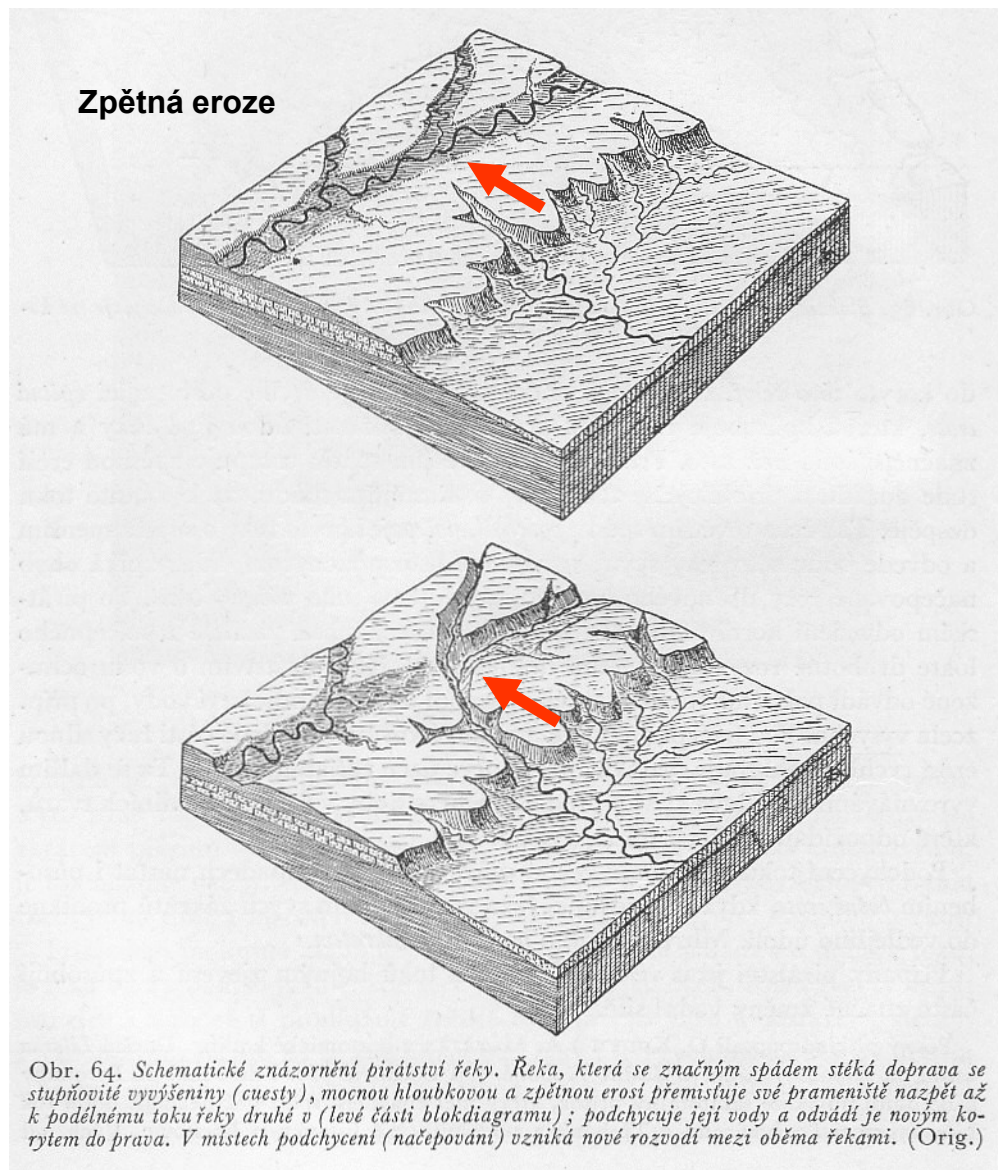 Zpětná eroze
Obr. 64. Schematické znázornění pirátství řeky. Řeka, která se značným spádem stéká doprava se
stupňovité vyvýšeniny (cuesty), mocnou hloubkovou a zpětnou erosí přemisťuje své prameniště nazpět až
k podélnému toku řeky druhé v (levé části blokdiagramu); podchycuje její vody a odvádí je novým ko-
rytem do prava. V místech podchycení (načepování) vzniká nové rozvodí mezi oběma řekami. (Orig.)